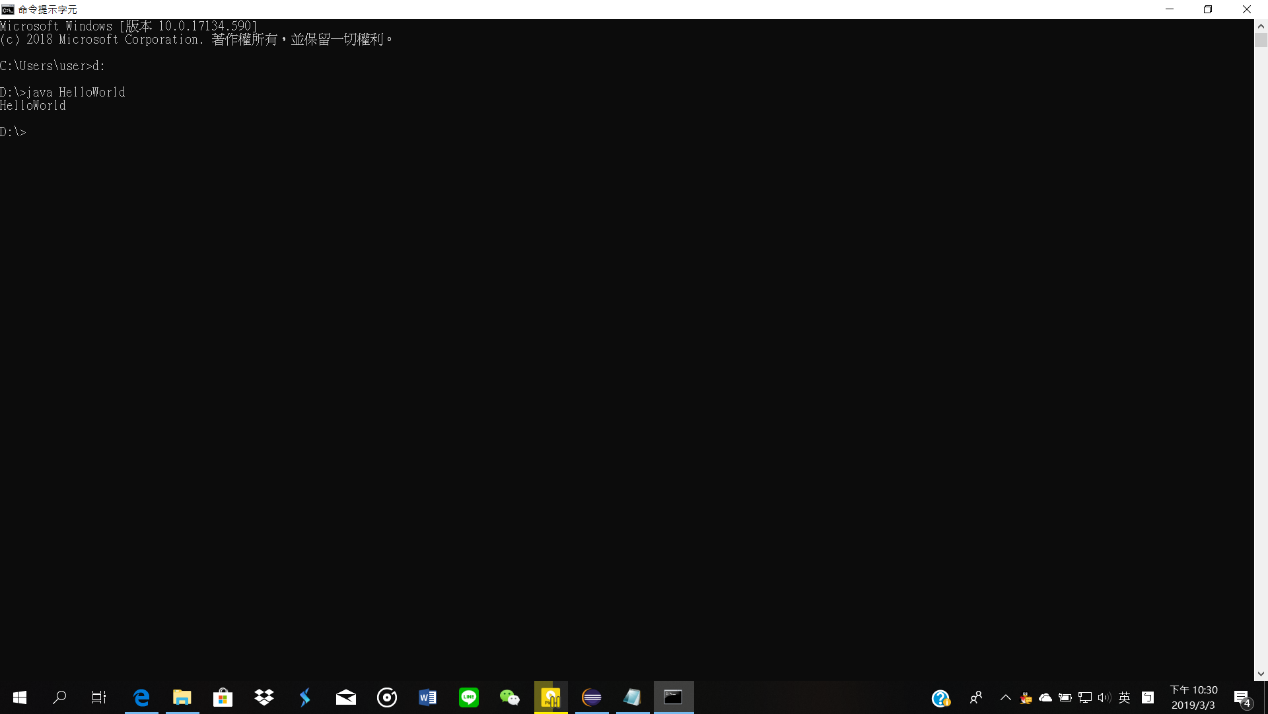 命令提示字元
Microsoft Windows [版本 10.0.17134.590]
(c) 2018 Microsoft Corporation. 著作權所有，並保留一切權利。
C:\Users\user>d:
D:\>java HelloWorld
HelloWorld
D:\>
英
下午 10:30
2019/3/3
4